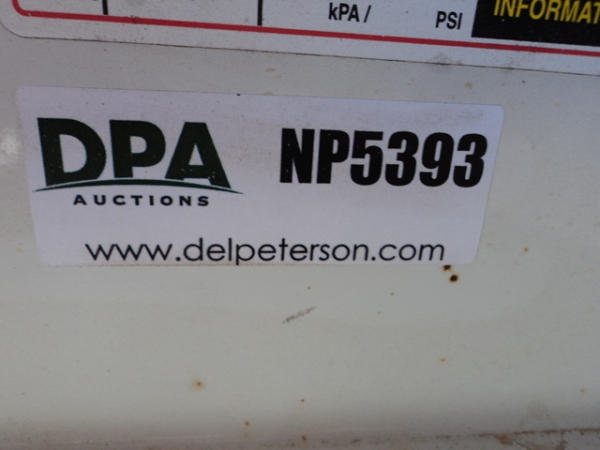 kPA / PSI
INFORMAT
DPA NP5393
AUCTIONS
www.delpeterson.com